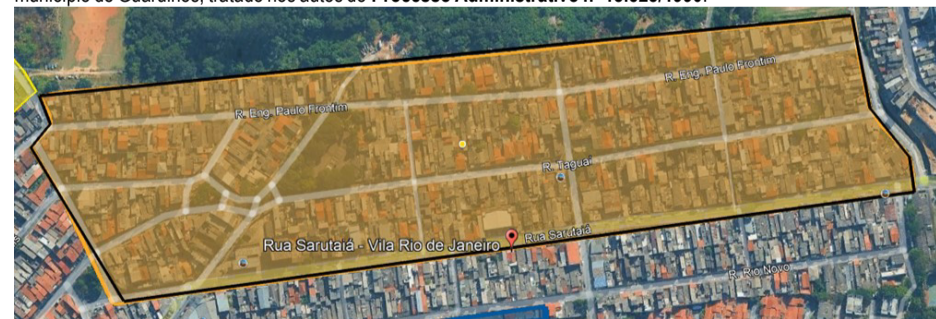 município de Guarulhos, tratado nos autos do Processo Administrativo nº
R. Eng. Paulo Frontim
R. Eng. Paulo Frontim
R. Taguaí
Rua Sarutaiá - Vila Rio de Janeiro
Rua Sarutaiá
R. Rio Novo